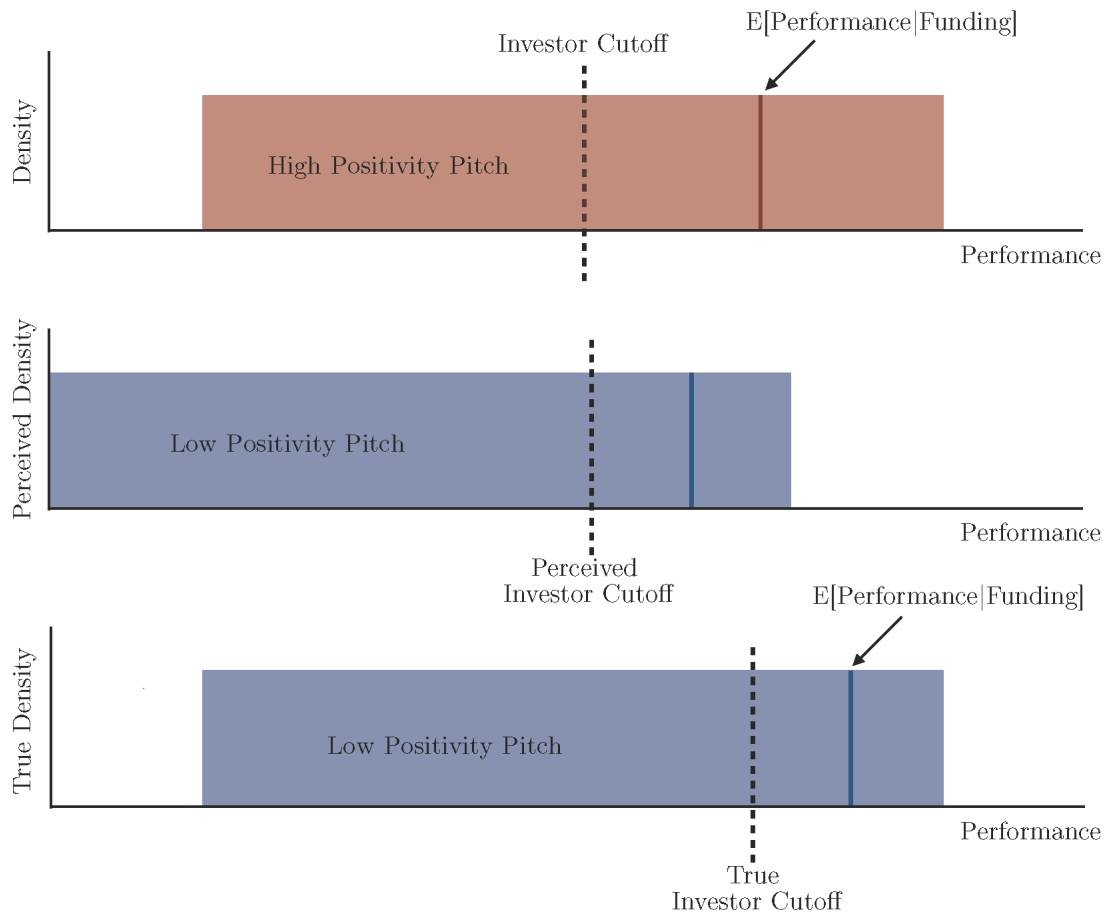 E[Performance|Funding]
Investor Cutoff
Density
High Positivity Pitch
Performance
Perceived Density
Low Positivity Pitch
Performance
Perceived
Investor Cutoff
E[Performance|Funding]
True Density
Low Positivity Pitch
Performance
True
Investor Cutoff